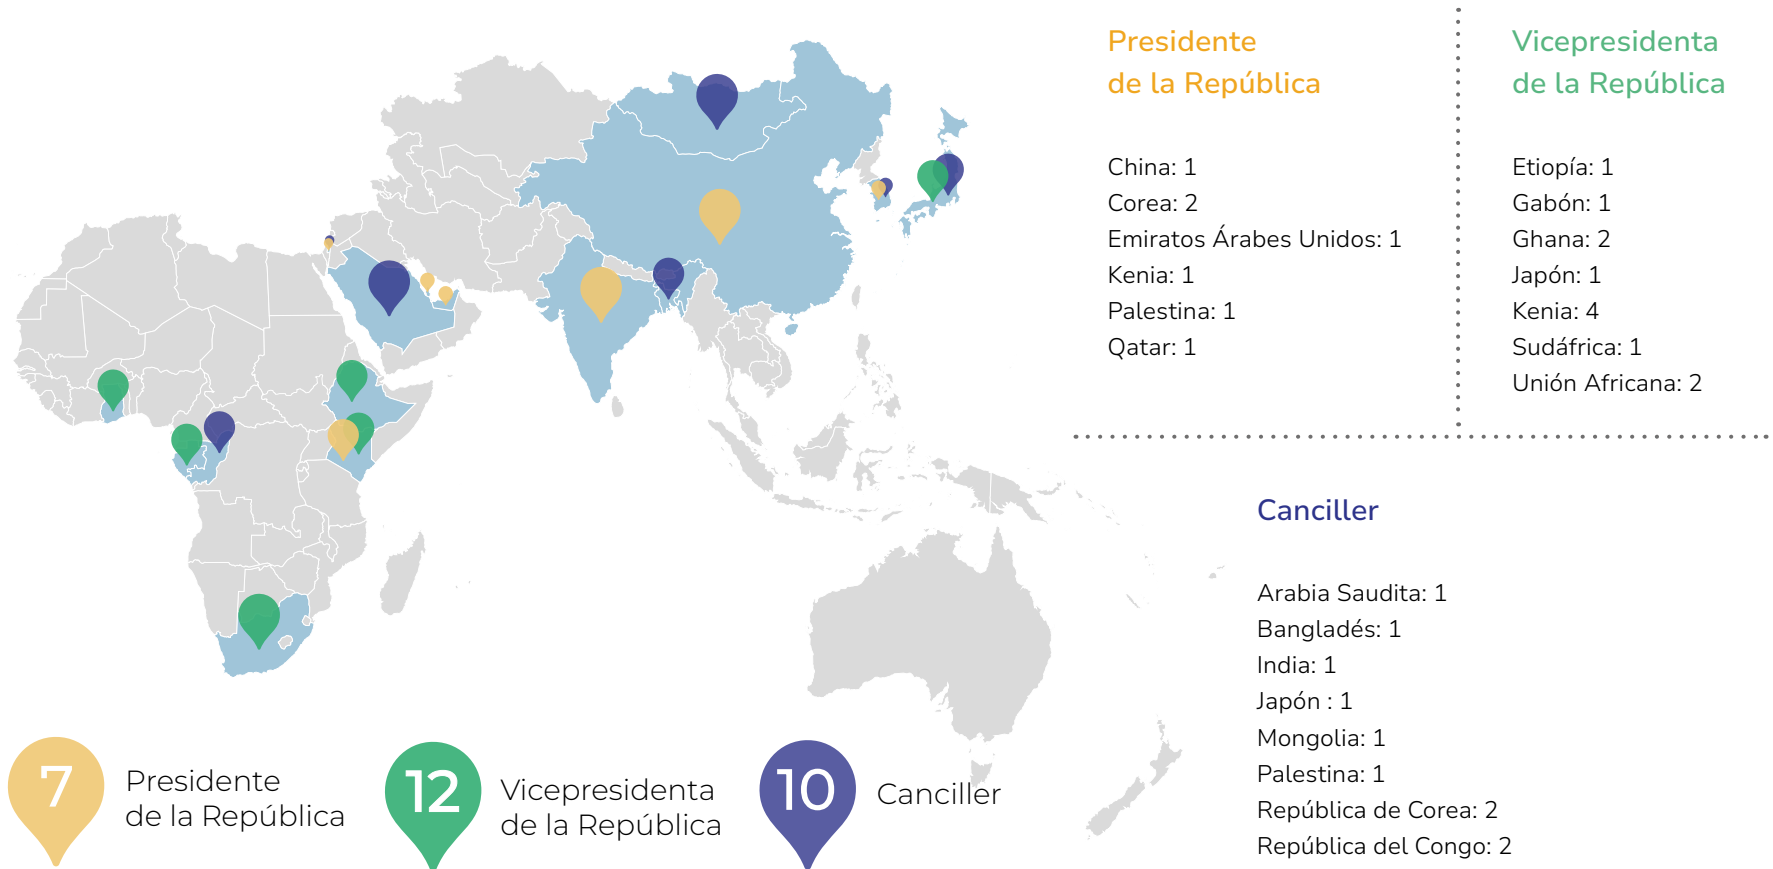 Presidente
de la República
China: 1
Corea: 2
Emiratos Árabes Unidos: 1
Kenia: 1
Palestina: 1
Qatar: 1
Vicepresidenta
de la República
Etiopía: 1
Gabón: 1
Ghana: 2
Japón: 1
Kenia: 4
Sudáfrica: 1
Unión Africana: 2
Canciller
Arabia Saudita: 1
Bangladés: 1
India: 1
Japón : 1
Mongolia: 1
Palestina: 1
República de Corea: 2
República del Congo: 2
7
Presidente
de la República
12
Vicepresidenta
de la República
10
Canciller